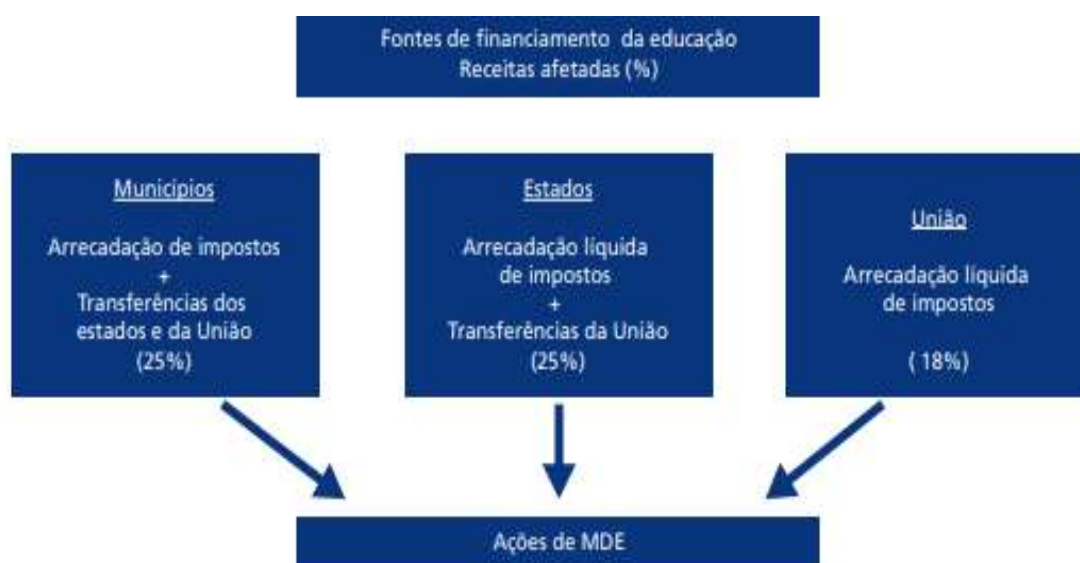 Fontes de financiamento da educação
Receitas afetadas (%)
Municípios
Arrecadação de impostos
+
Transferências dos
estados e da União
(25%)
Estados
Arrecadação líquida
de impostos
+
Transferências da União
(25%)
União
Arrecadação líquida
de impostos
( 18%)
Ações de MDE